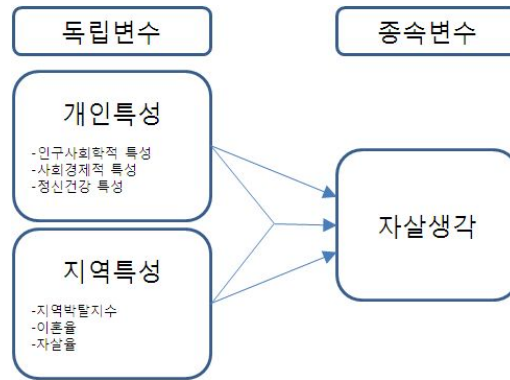 독립변수
종속변수
개인특성
-인구사회학적 특성
-사회경제적 특성
-정신건강 특성
자살생각
지역특성
-지역박탈지수
-이혼율
-자살율